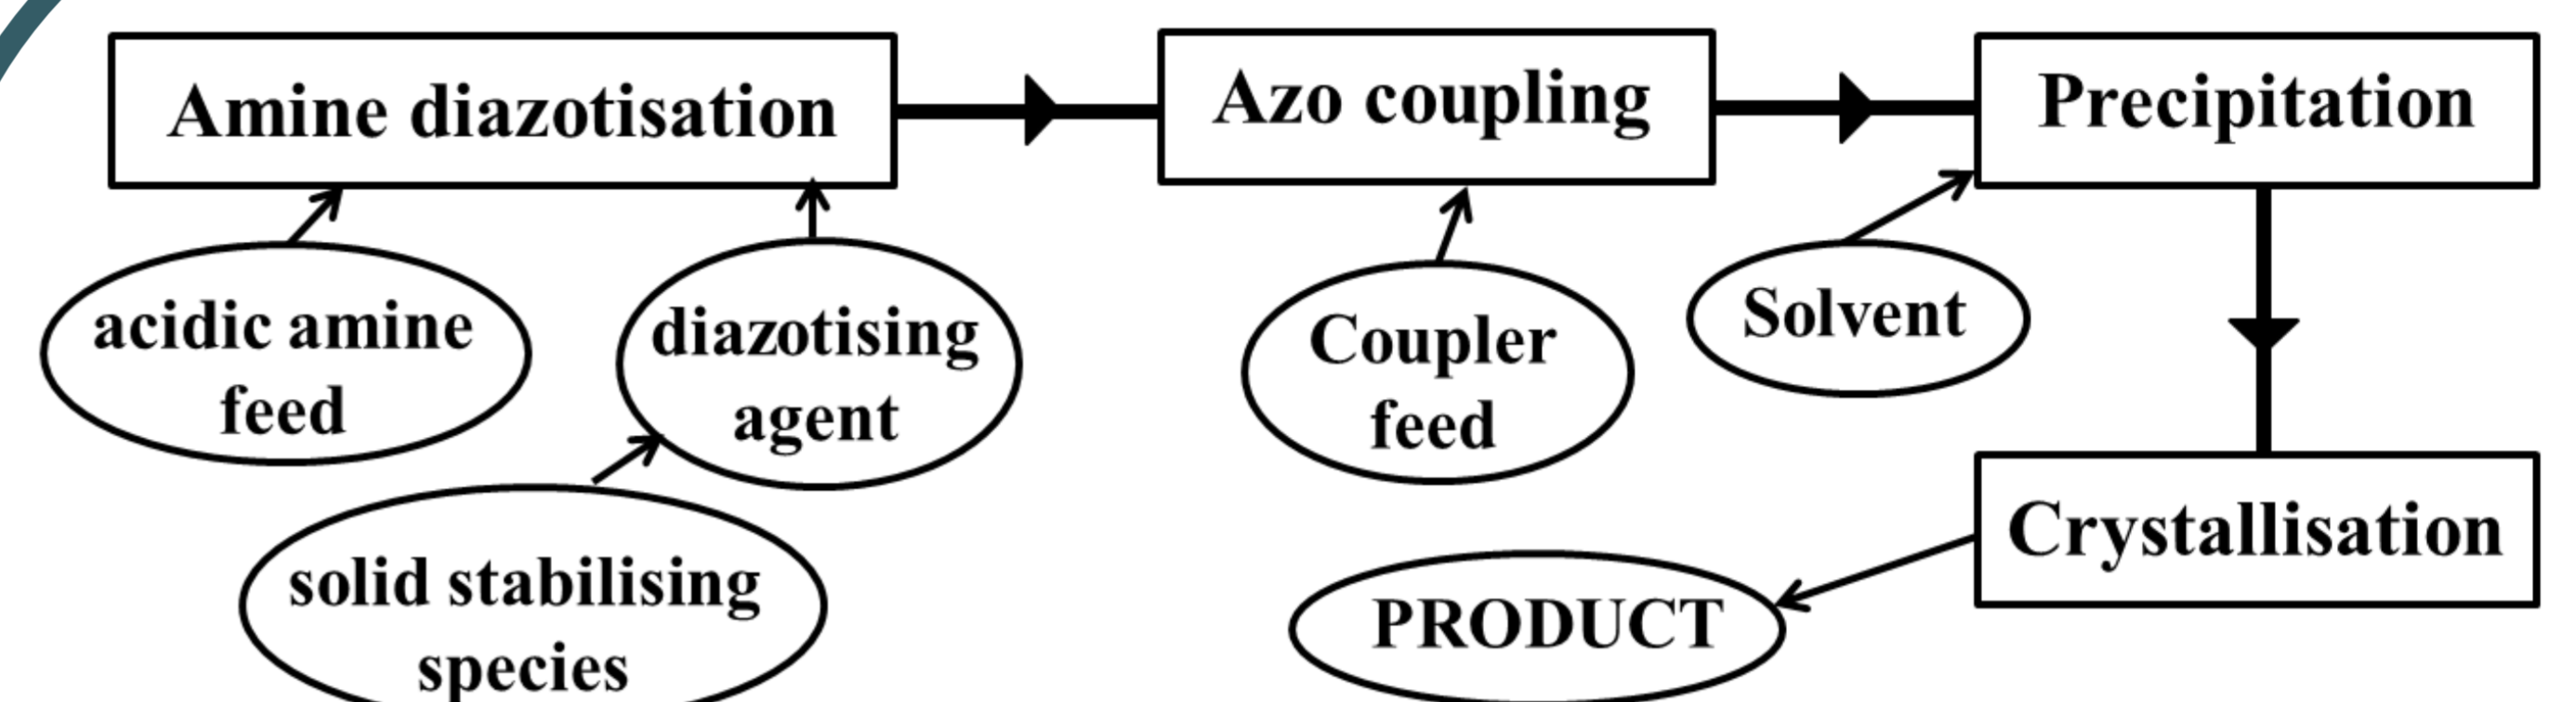 Amine diazotisation
Azo coupling
Precipitation
acidic amine
feed
diazotising
agent
Coupler
feed
Solvent
solid stabilising
species
PRODUCT
Crystallisation